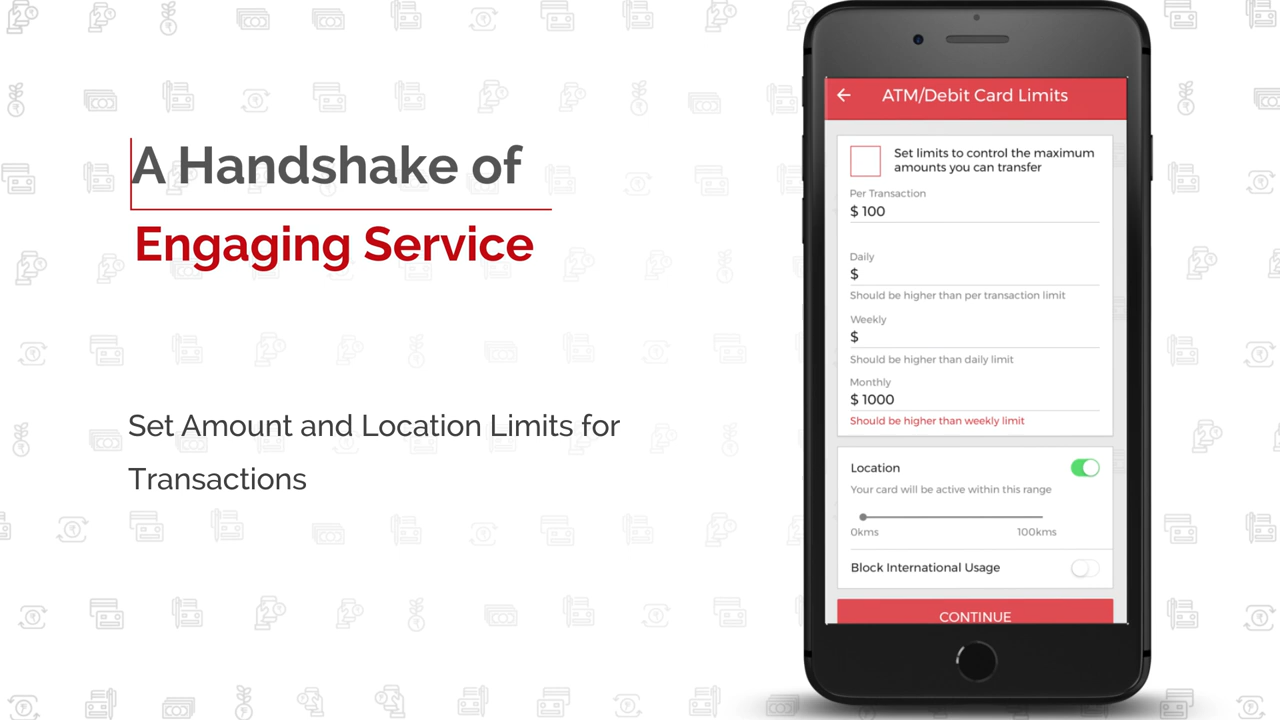 A Handshake of
Engaging Service
Set Amount and Location Limits for
Transactions
ATM/Debit Card Limits
Set limits to control the maximum
amounts you can transfer
Per Transaction
$ 100
Daily
$
Should be higher than per transaction limit
Weekly
$
Should be higher than daily limit
Monthly
$ 1000
Should be higher than weekly limit
Location
Your card will be active within this range
0kms 100kms
Block International Usage
CONTINUE